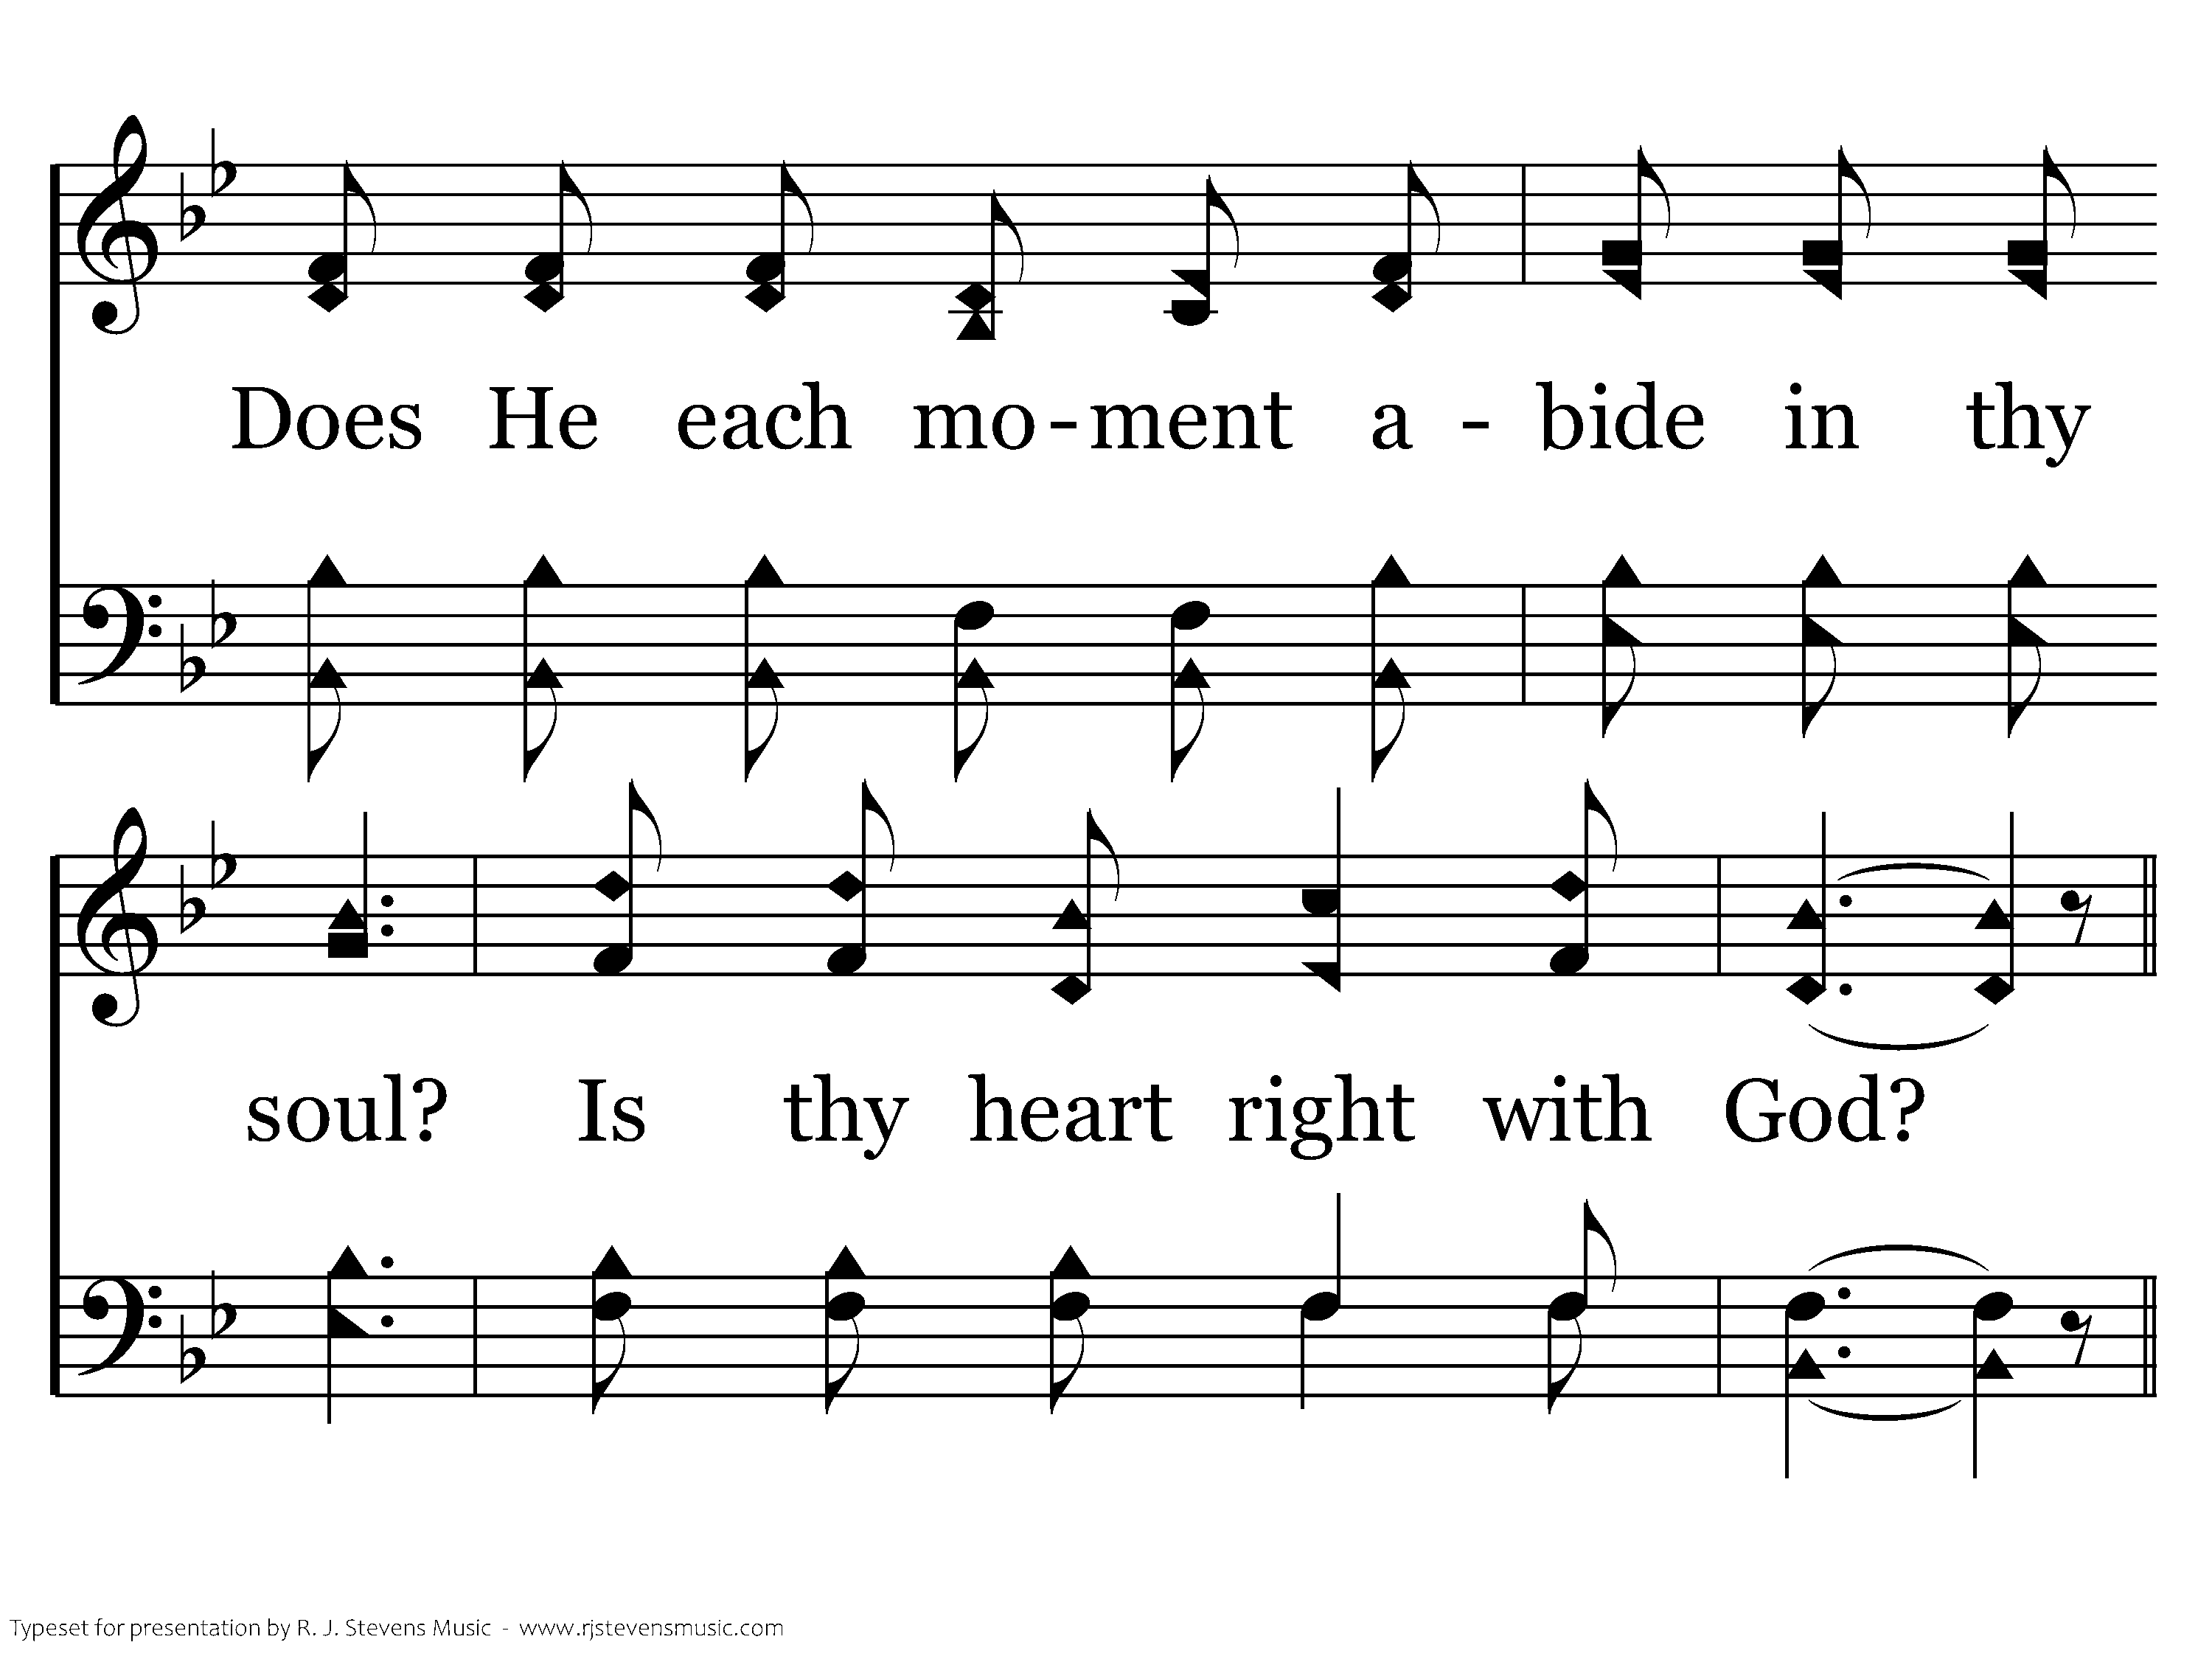 Does He each mo - ment a - bide in thy
soul? Is thy heart right with God?
Typeset for presentation by R. J. Stevens Music - www.rjstevensmusic.com